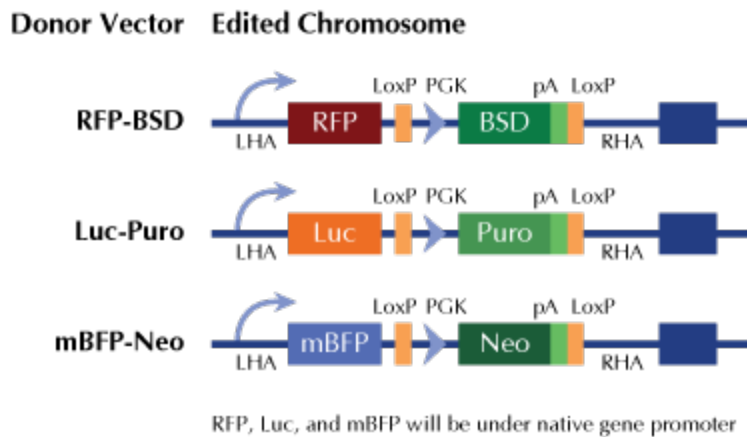 Donor Vector Edited Chromosome
LoxP PGK pA LoxP
RFP-BSD RFP BSD
LHA RHA
LoxP PGK pA LoxP
Luc-Puro Luc Puro
LHA RHA
LoxP PGK pA LoxP
mBFP-Neo mBFP Neo
LHA RHA
RFP, Luc, and mBFP will be under native gene promoter